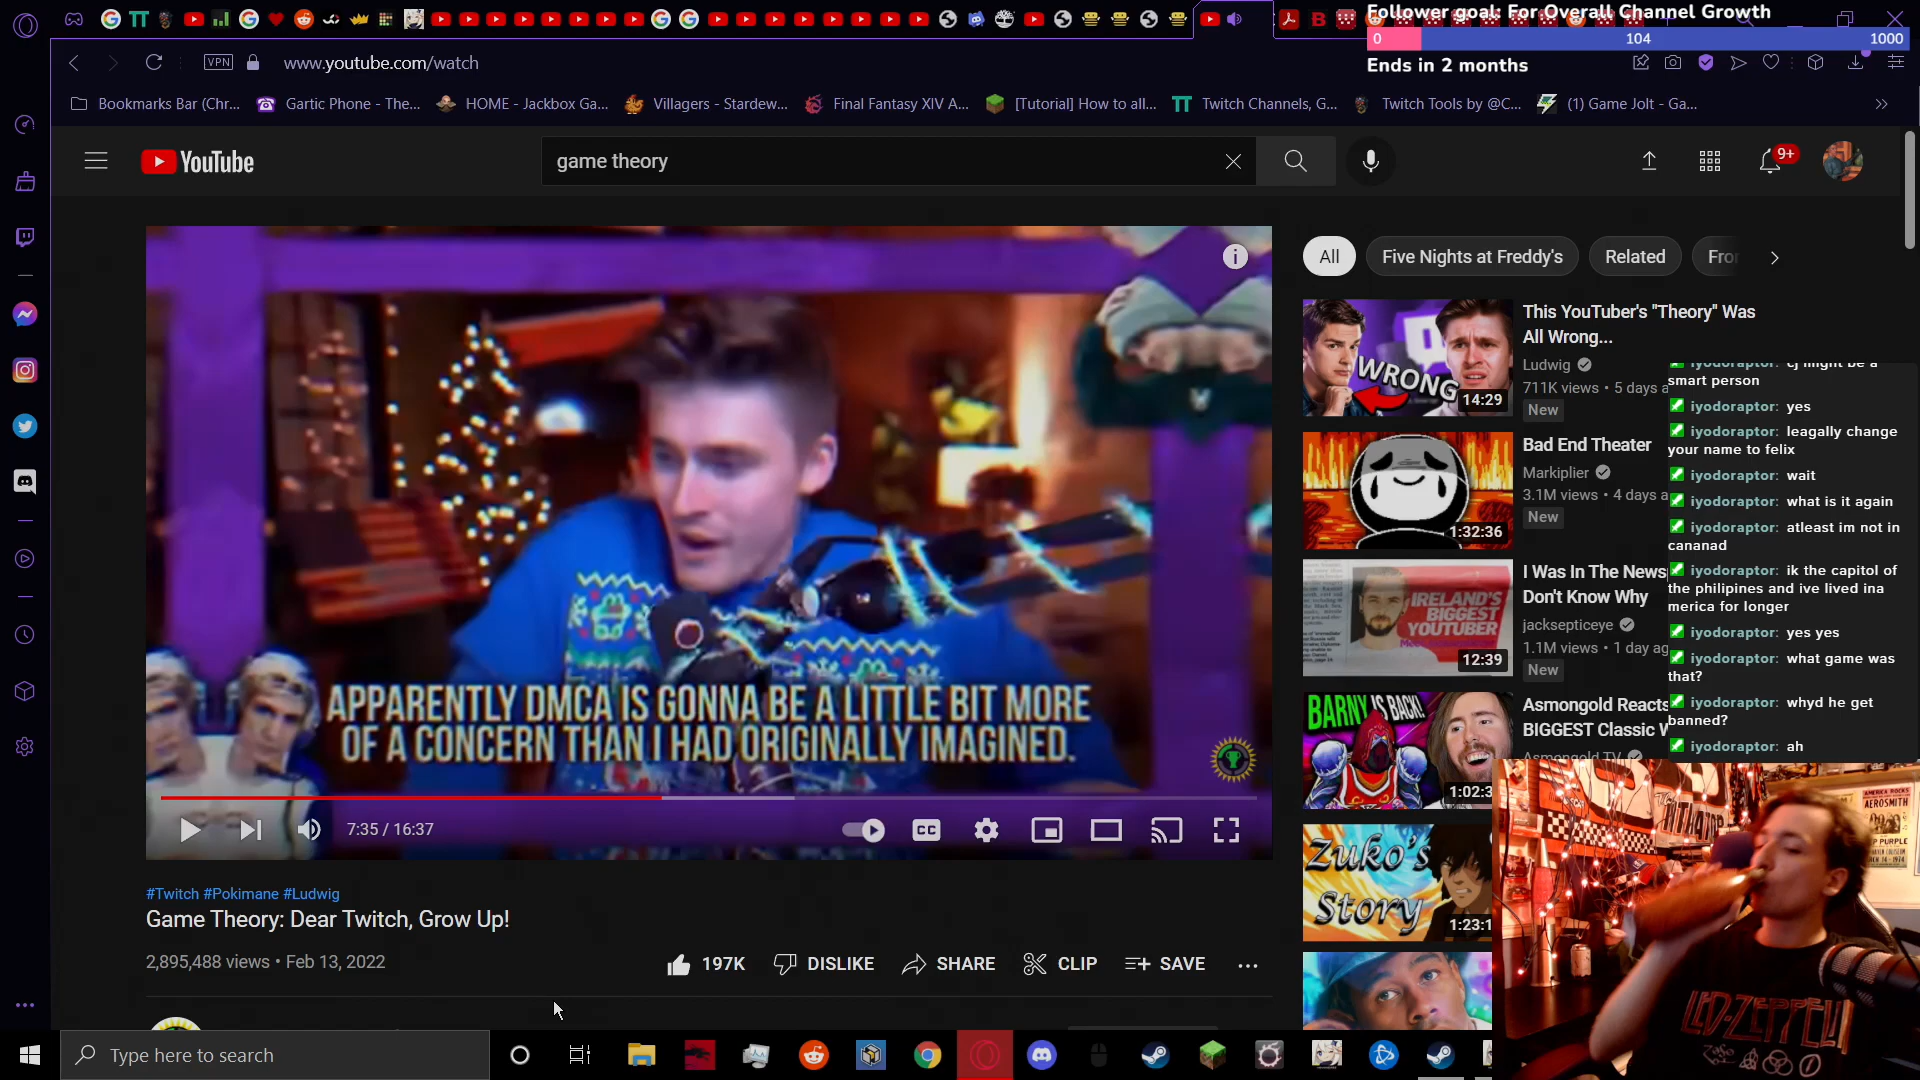 Follower goal: For Overall Channel Growth
0 104 1000
Ends in 2 months
VPN
www.youtube.com/watch
Bookmarks Bar (Chr...
Gartic Phone - The...
HOME - Jackbox Ga...
Villagers - Stardew...
Final Fantasy XIV A...
[Tutorial] How to all...
Twitch Channels, G...
Twitch Tools by @C...
(1) Game Jolt - Ga...
YouTube
game theory
9+
All
Five Nights at Freddy's
Related
APPARENTLY DMCA IS GONNA BE A LITTLE BIT MORE
OF A CONCERN THAN I HAD ORIGINALLY IMAGINED.
7:35 / 16:37
CC
#Twitch #Pokimane #Ludwig
Game Theory: Dear Twitch, Grow Up!
2,895,488 views • Feb 13, 2022
197K
DISLIKE
SHARE
CLIP
SAVE
WRONG
14:29
This YouTuber's "Theory" Was
All Wrong...
Ludwig
711K views • 5 days a
New
1:32:36
Bad End Theater
Markiplier
3.1M views • 4 days a
New
IRELAND'S
BIGGEST
YOUTUBER
12:39
I Was In The News
Don't Know Why
jacksepticeye
1.1M views • 1 day ag
New
BARNY IS BACK!
1:02:3
Asmongold Reacts
BIGGEST Classic
Asmongold TV
Zuko's
Story
1:23:1
smart person
iyodoraptor: yes
iyodoraptor: leagally change
your name to felix
iyodoraptor: wait
iyodoraptor: what is it again
iyodoraptor: atleast im not in
cananad
iyodoraptor: ik the capitol of
the philipines and ive lived ina
merica for longer
iyodoraptor: yes yes
iyodoraptor: what game was
that?
iyodoraptor: whyd he get
banned?
iyodoraptor: ah
AMERICA ROCKS
AEROSMITH
LED-ZEPPELIN
Type here to search